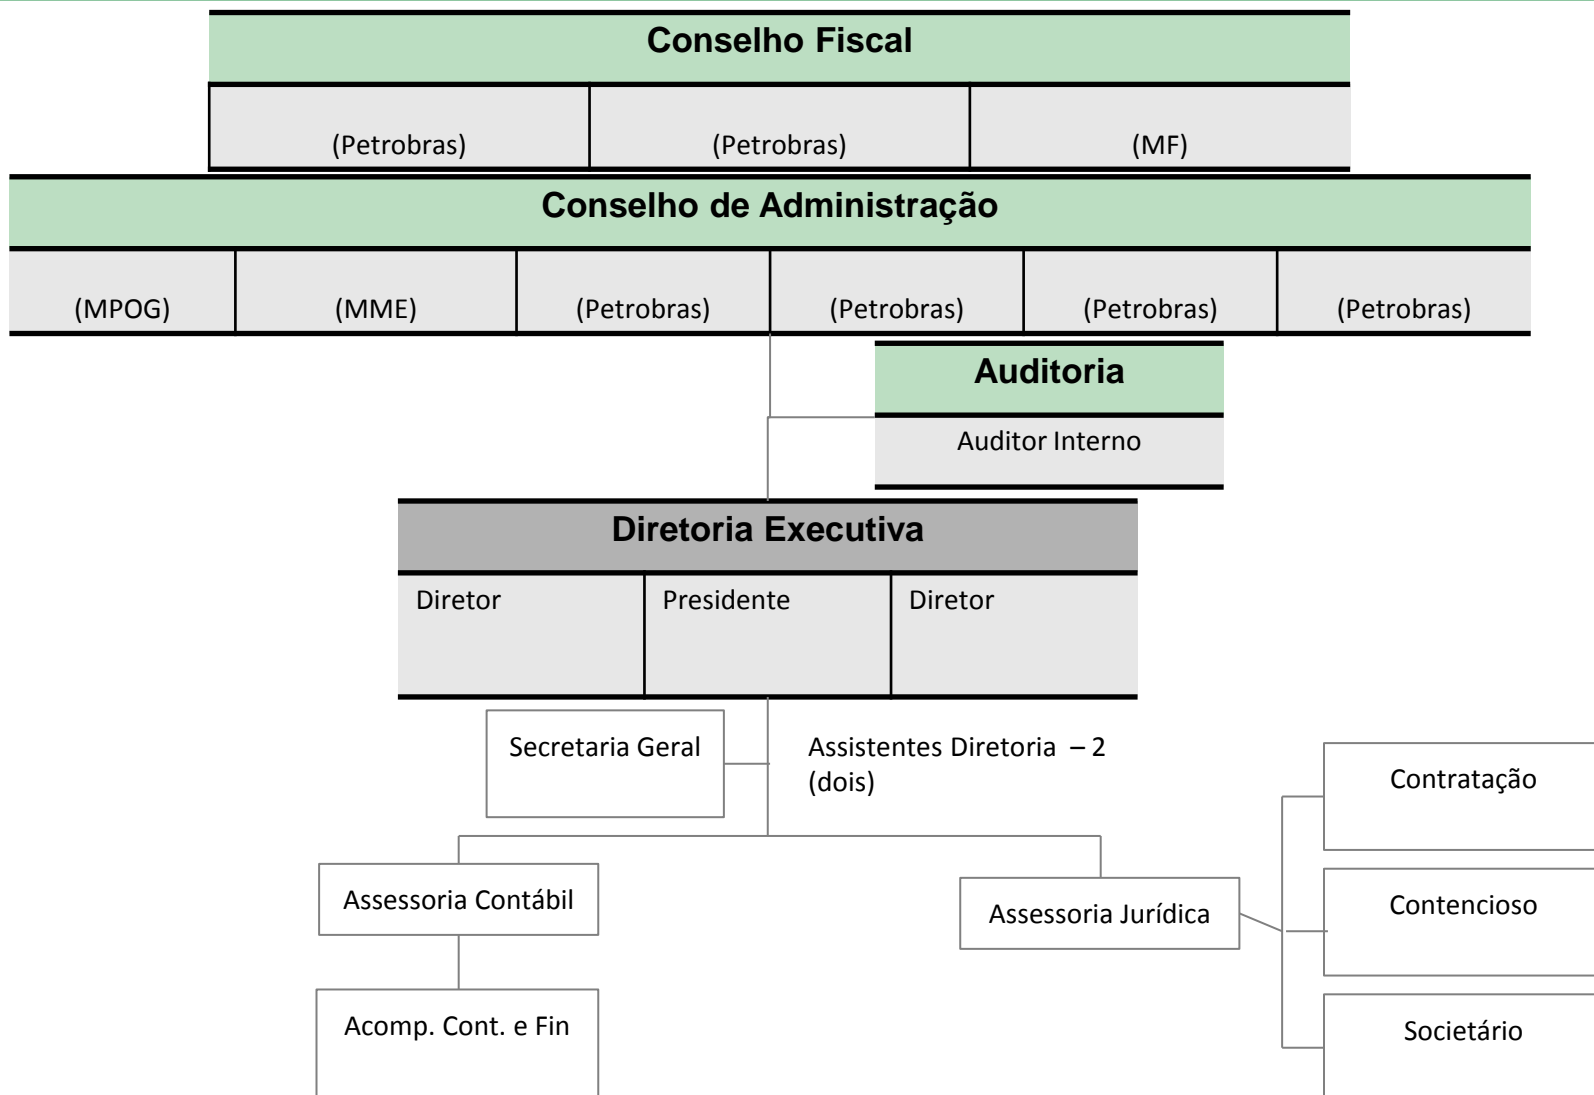 Conselho Fiscal
(Petrobras) (Petrobras) (MF)
Conselho de Administração
(MPOG) (MME) (Petrobras) (Petrobras) (Petrobras) (Petrobras)
Auditoria
Auditor Interno
Diretoria Executiva
Diretor Presidente Diretor
Secretaria Geral
Assistentes Diretoria – 2
(dois)
Contratação
Assessoria Contábil
Assessoria Jurídica
Contencioso
Acomp. Cont. e Fin
Societário